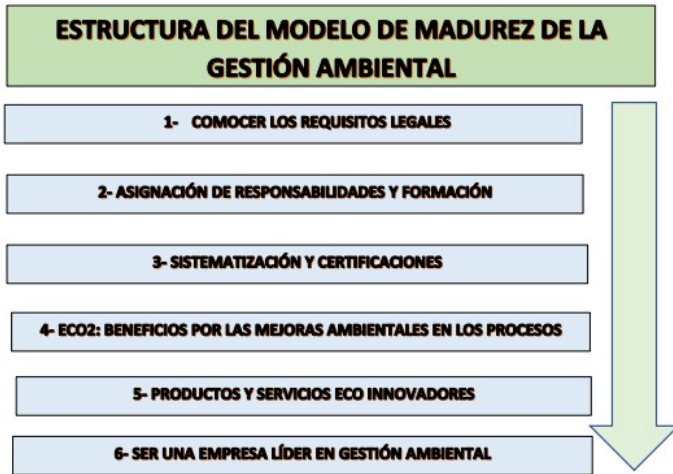 ESTRUCTURA DEL MODELO DE MADUREZ DE LA
GESTIÓN AMBIENTAL
1- COMOCER LOS REQUISITOS LEGALES
2- ASIGNACIÓN DE RESPONSABILIDADES Y FORMACIÓN
3- SISTEMATIZACIÓN Y CERTIFICACIONES
4- ECO2: BENEFICIOS POR LAS MEJORAS AMBIENTALES EN LOS PROCESOS
5- PRODUCTOS Y SERVICIOS ECO INNOVADORES
6- SER UNA EMPRESA LÍDER EN GESTIÓN AMBIENTAL